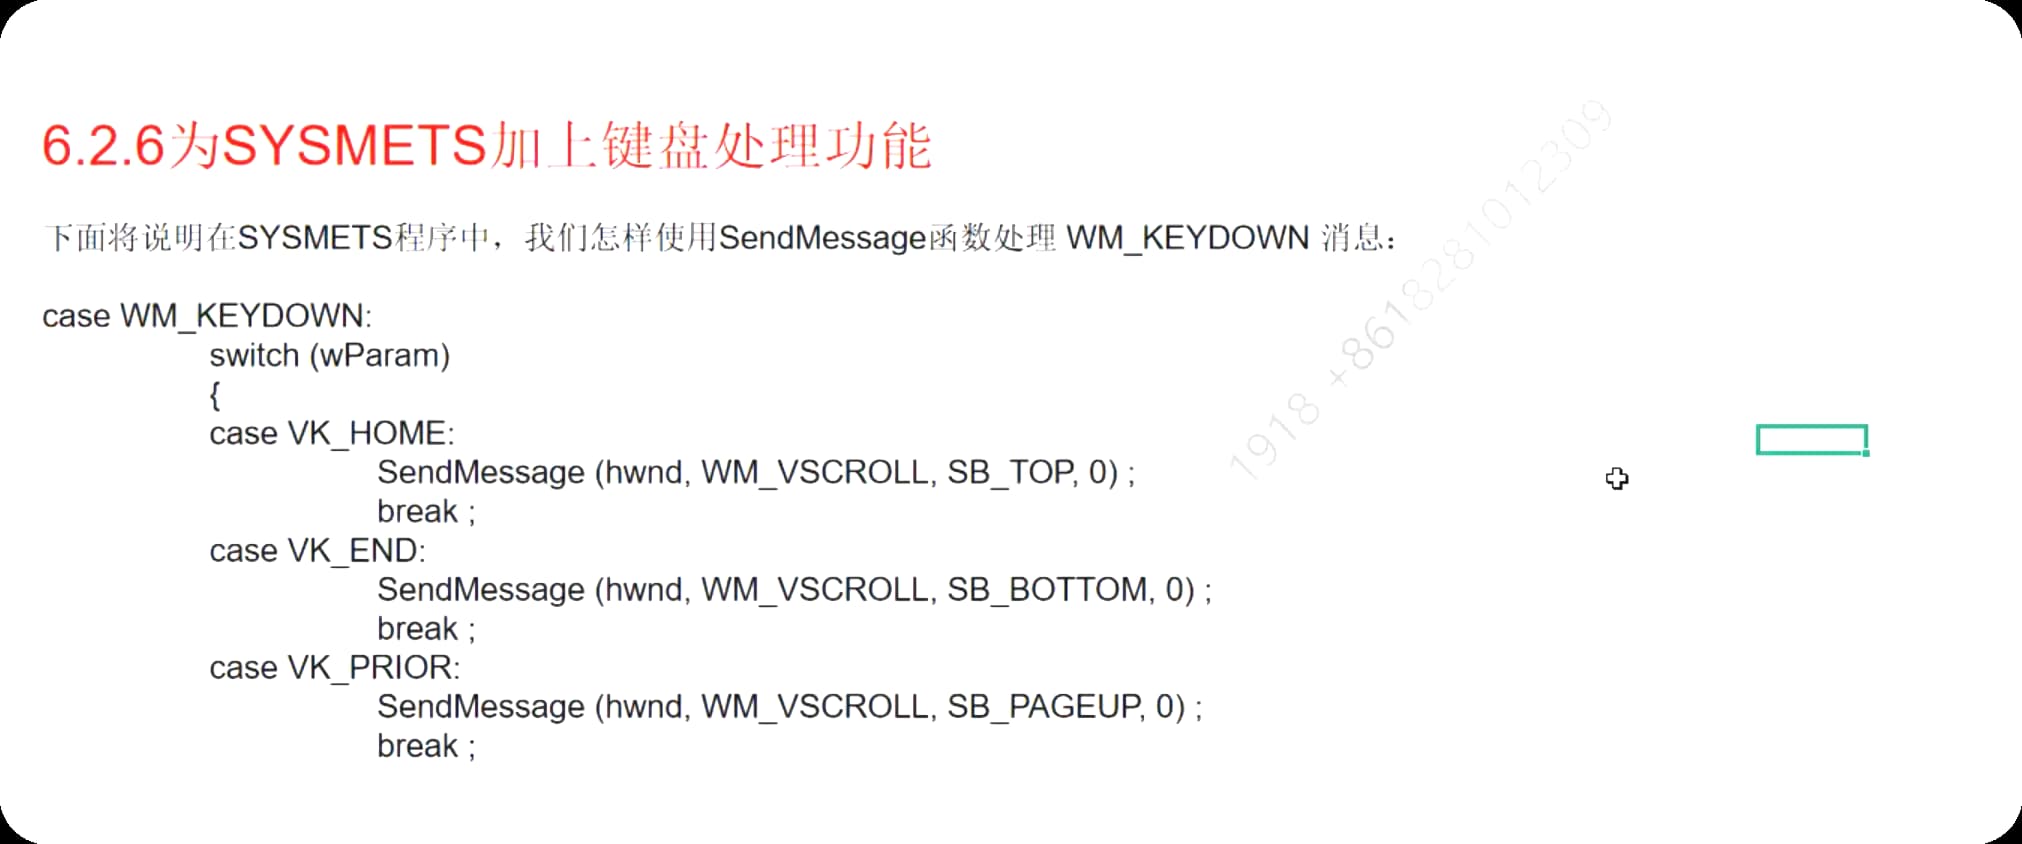 6.2.6为SYSMETS加上键盘处理功能
下面将说明在SYSMETS程序中，我们怎样使用SendMessage函数处理 WM_KEYDOWN 消息：
case WM_KEYDOWN:
switch (wParam)
{
case VK_HOME:
SendMessage (hwnd, WM_VSCROLL, SB_TOP, 0) ;
break ;
case VK_END:
SendMessage (hwnd, WM_VSCROLL, SB_BOTTOM, 0) ;
break ;
case VK_PRIOR:
SendMessage (hwnd, WM_VSCROLL, SB_PAGEUP, 0) ;
break ;
1918 +8618281012309